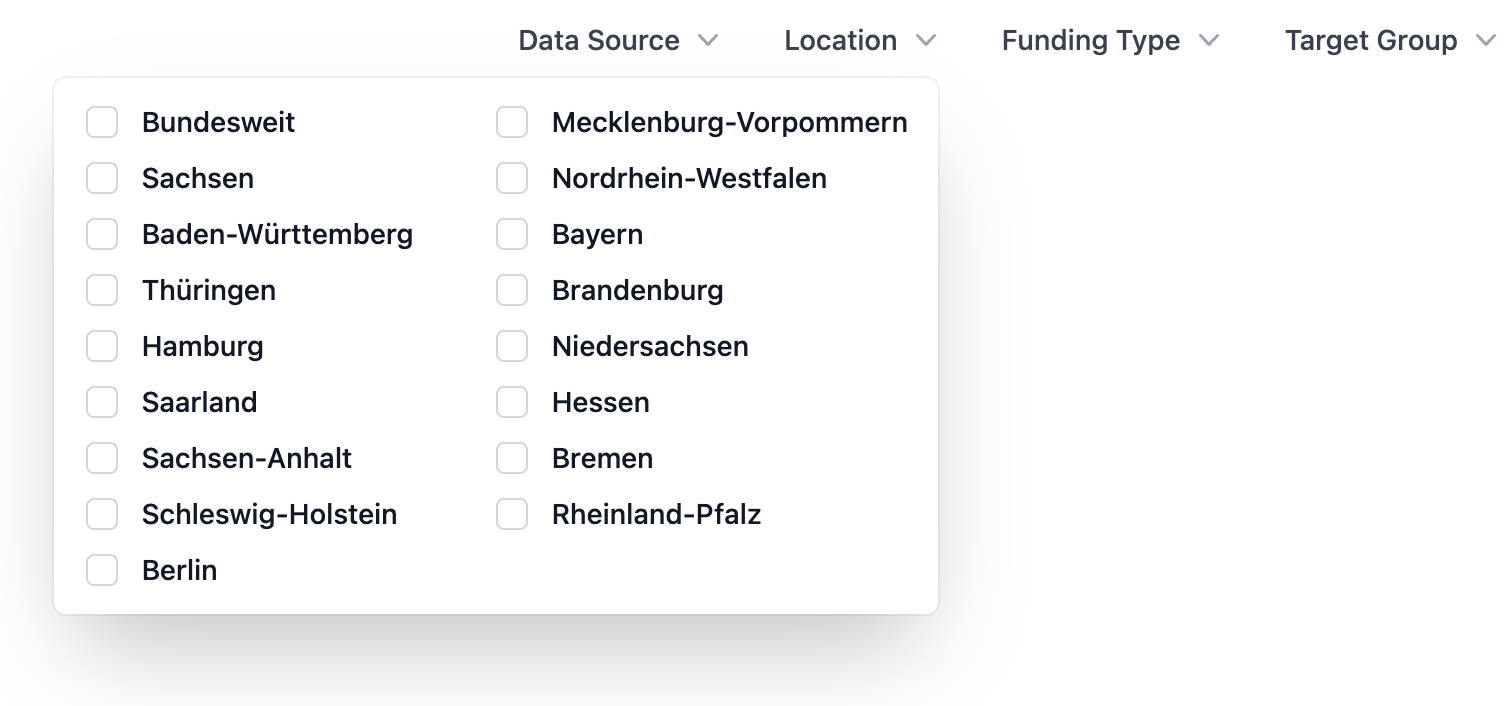 Data Source Location Funding Type Target Group
Bundesweit
Sachsen
Baden-Württemberg
Thüringen
Hamburg
Saarland
Sachsen-Anhalt
Schleswig-Holstein
Berlin
Mecklenburg-Vorpommern
Nordrhein-Westfalen
Bayern
Brandenburg
Niedersachsen
Hessen
Bremen
Rheinland-Pfalz